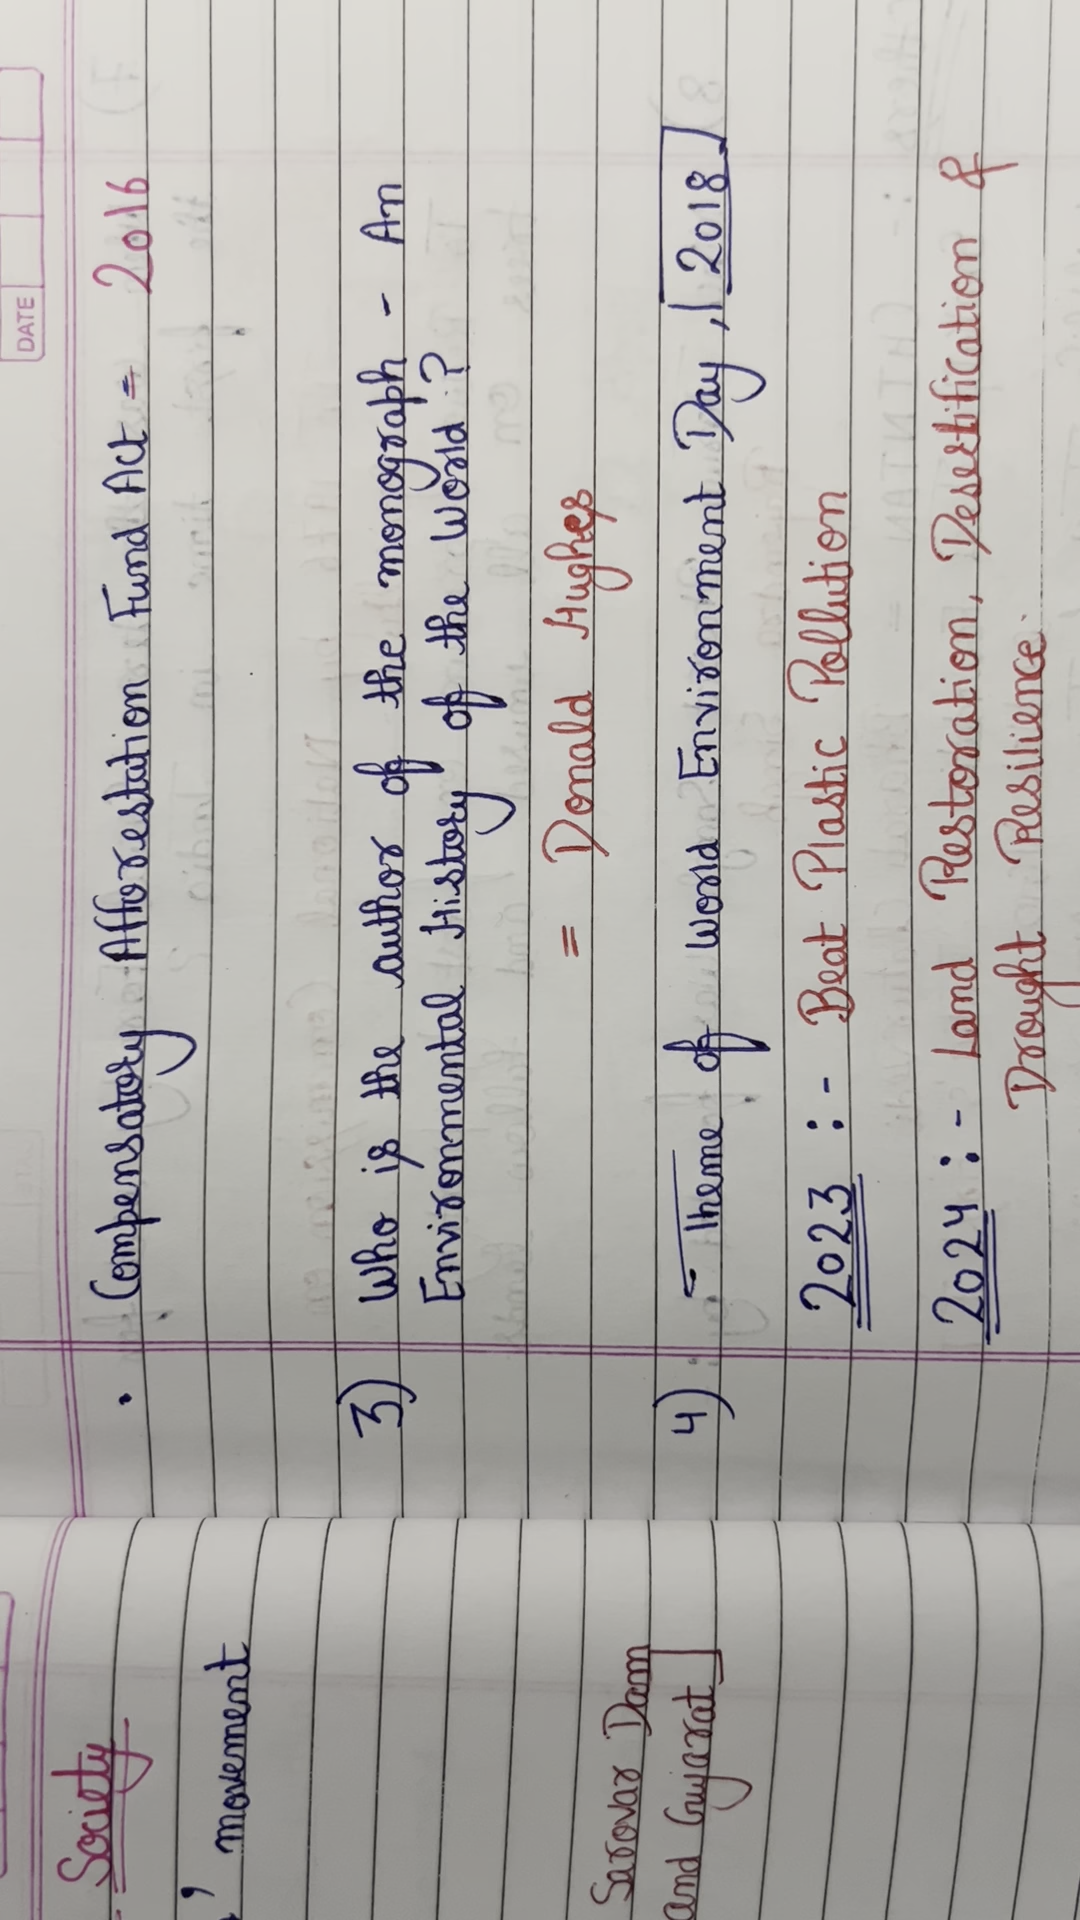 DATE
• Compensatory Afforestation Fund Act = 2016
3) Who is the author of the monograph - An
Environmental History of the World?
= Donald Hughes
4) - Theme of World Environment Day, 2018
2023 :- Beat Plastic Pollution
2024 :- Land Restoration, Desertification &
Drought Resilience.
Society
' movement
Sarovar Dam
and Gujarat